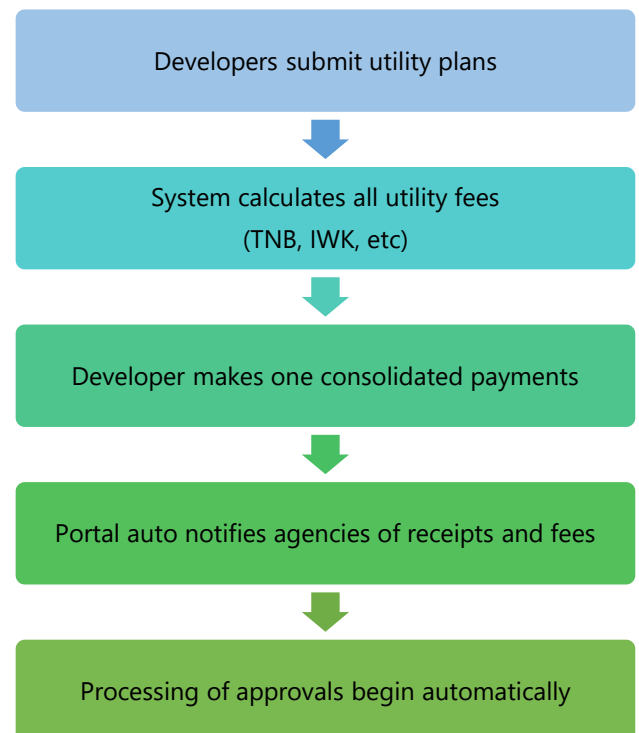 Developers submit utility plans
System calculates all utility fees
(TNB, IWK, etc)
Developer makes one consolidated payments
Portal auto notifies agencies of receipts and fees
Processing of approvals begin automatically